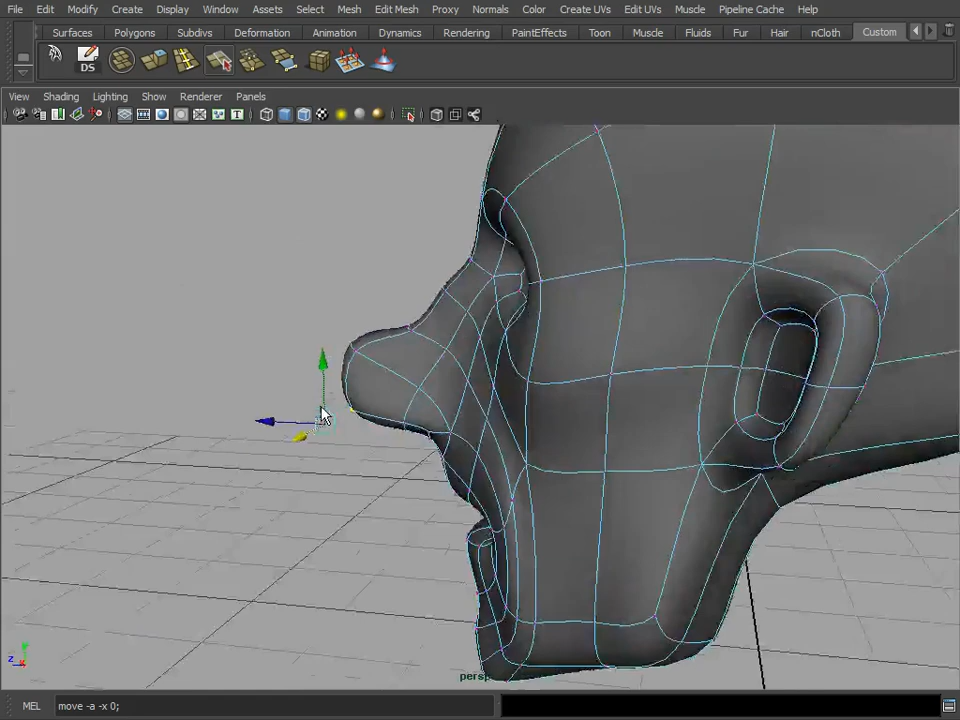 File Edit Modify Create Display Window Assets Select Mesh Edit Mesh Proxy Normals Color Create UVs Edit UVs Muscle Pipeline Cache Help
Surfaces Polygons Subdivs Deformation Animation Dynamics Rendering PaintEffects Toon Muscle Fluids Fur Hair nCloth Custom
DS
View Shading Lighting Show Renderer Panels
T
y
z x
persp
MEL move -a -x 0;